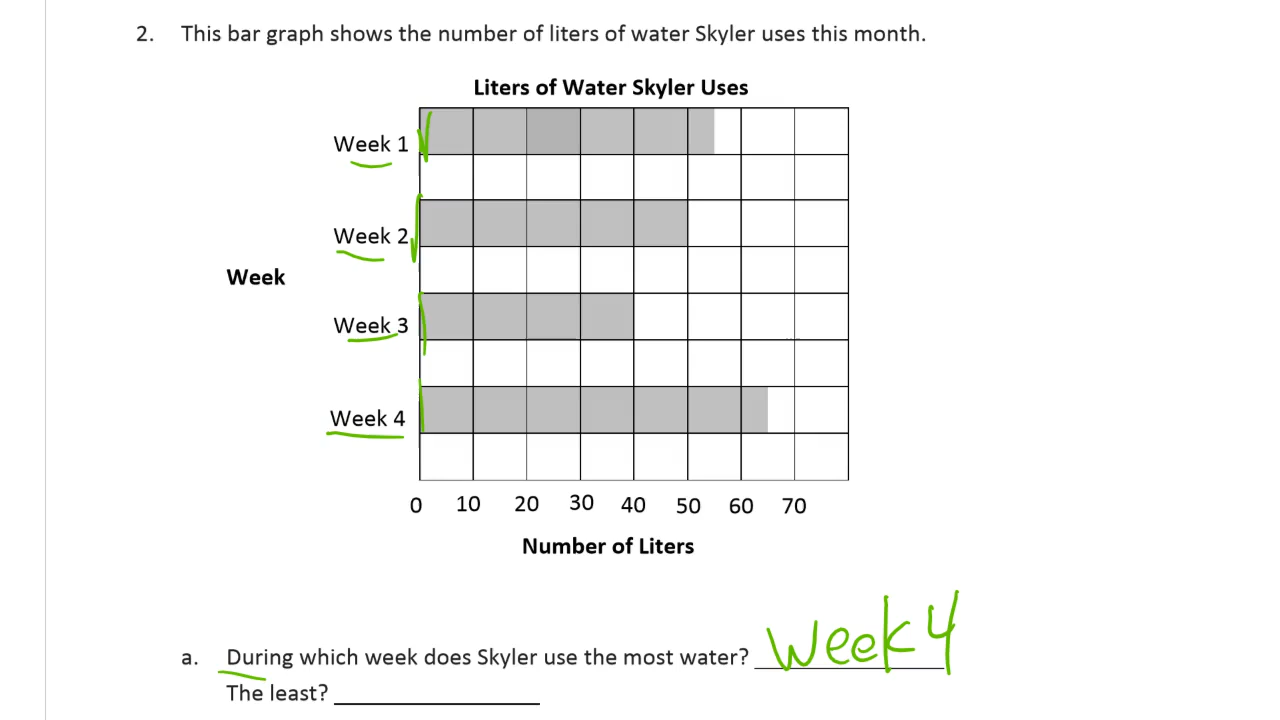 2. This bar graph shows the number of liters of water Skyler uses this month.
Liters of Water Skyler Uses
Week 1
Week 2
Week
Week 3
Week 4
0 10 20 30 40 50 60 70
Number of Liters
a. During which week does Skyler use the most water? Week 4
The least?